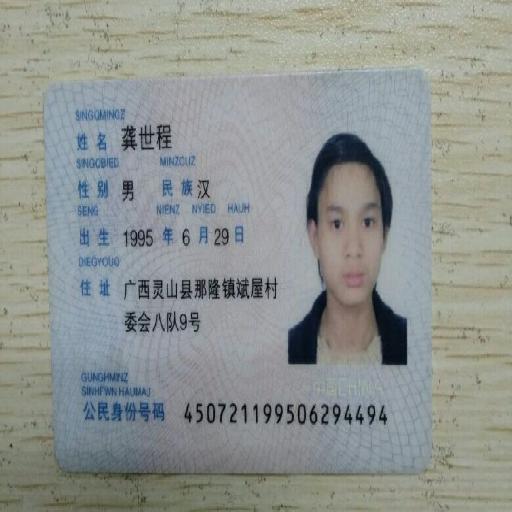 SINGQMINGZ
姓名 龚世程
SINGQBIED MINZCUZ
性别 男 民族 汉
SENG NIENZ NYIED HAUH
出生 1995 年 6 月 29 日
DIEGYOUQ
住址 广西灵山县那隆镇斌屋村
委会八队9号
GUNGHMINZ
SINHFWN HAUMAJ
公民身份号码 450721199506294494